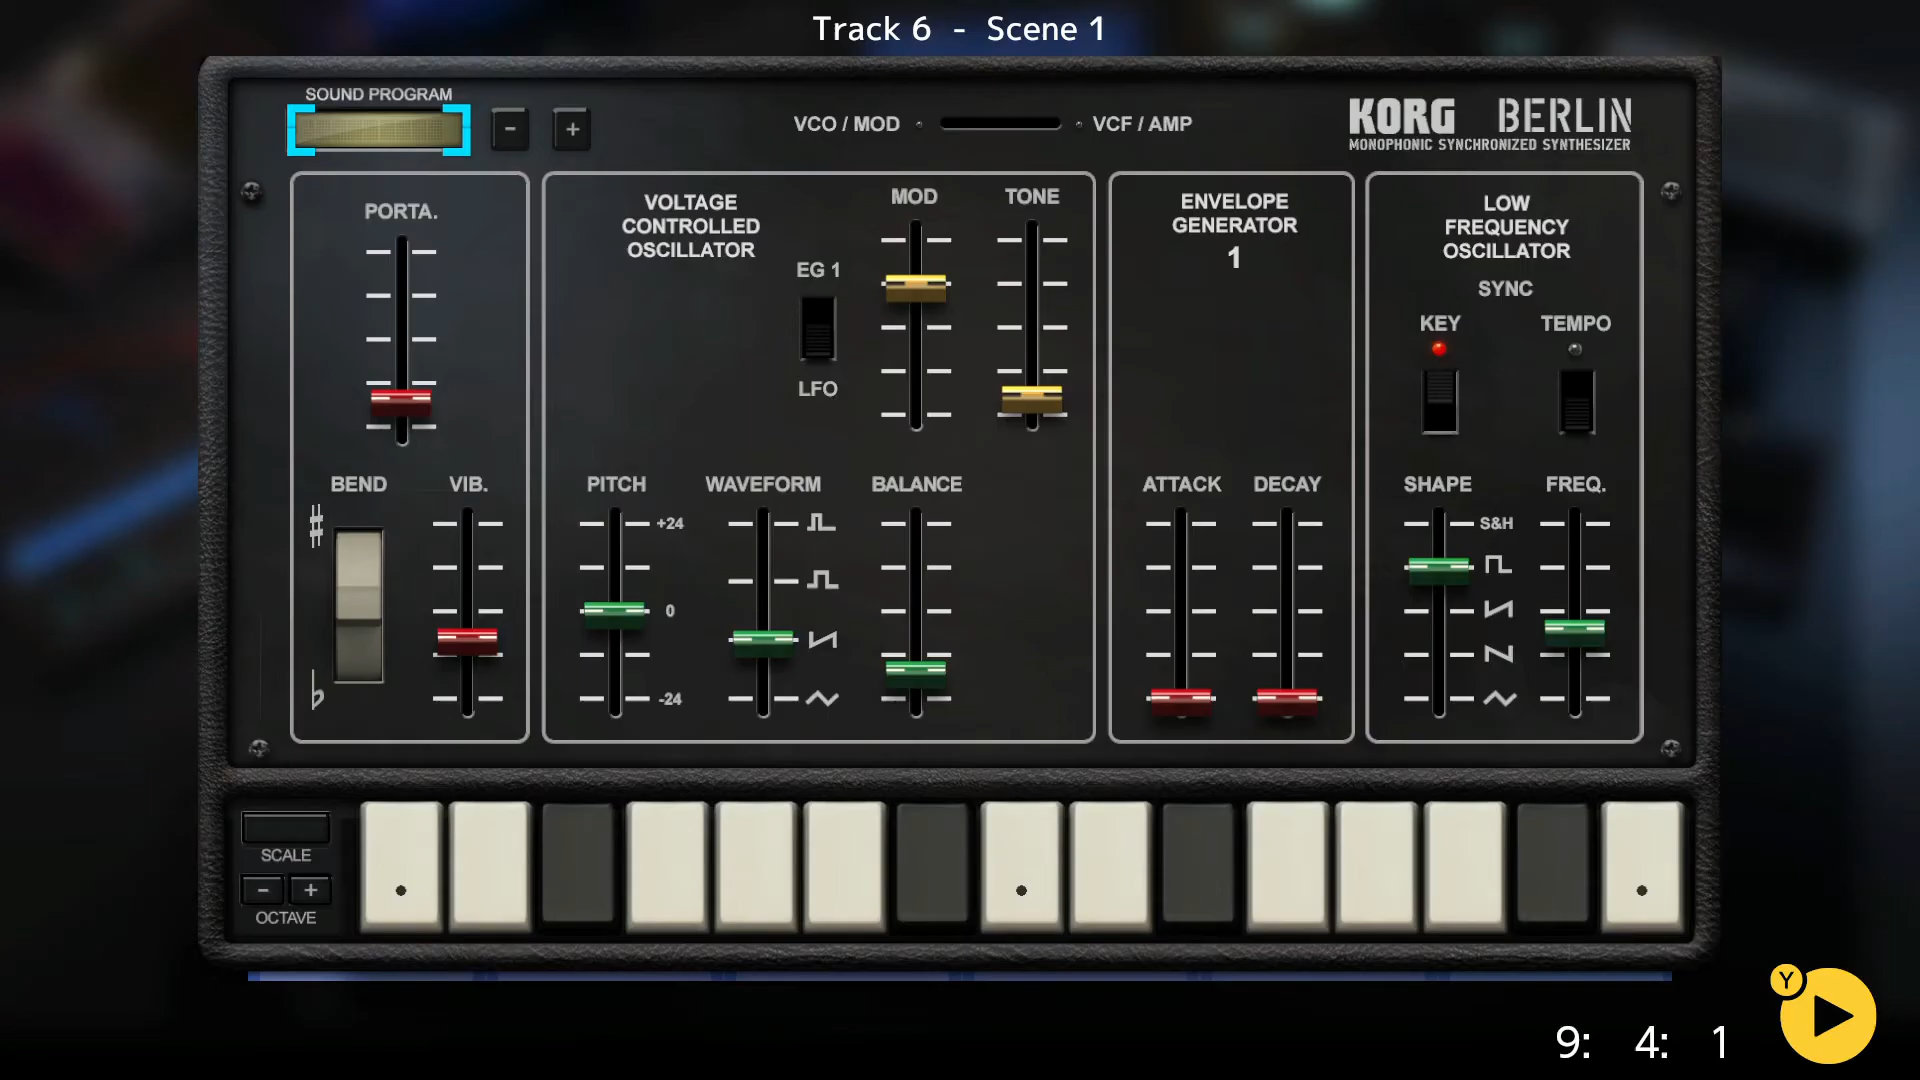 Track 6 - Scene 1
SOUND PROGRAM
- +
VCO / MOD
VCF / AMP
KORG BERLIN
MONOPHONIC SYNCHRONIZED SYNTHESIZER
PORTA.
VOLTAGE
CONTROLLED
OSCILLATOR
MOD
TONE
EG 1
LFO
ENVELOPE
GENERATOR
1
LOW
FREQUENCY
OSCILLATOR
SYNC
KEY
TEMPO
BEND
VIB.
♯
♭
PITCH
WAVEFORM
BALANCE
+24
0
-24
ATTACK
DECAY
SHAPE
FREQ.
S&H
SCALE
- +
OCTAVE
Y
9: 4: 1